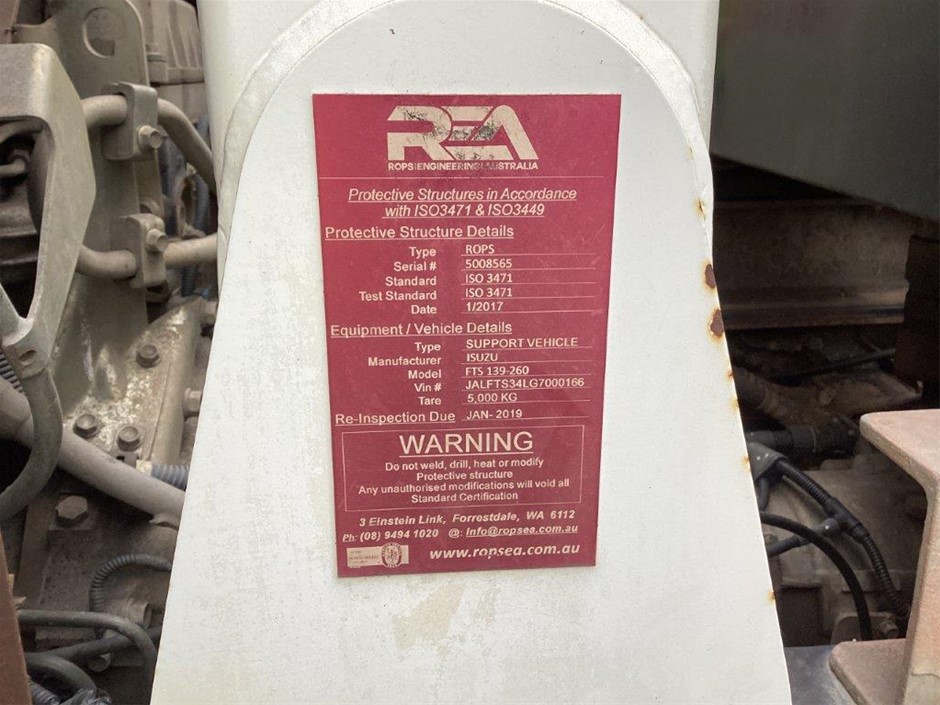 REA
ROPS ENGINEERING AUSTRALIA
Protective Structures in Accordance
with ISO3471 & ISO3449
Protective Structure Details
Type ROPS
Serial # 5008565
Standard ISO 3471
Test Standard ISO 3471
Date 1/2017
Equipment / Vehicle Details
Type SUPPORT VEHICLE
Manufacturer ISUZU
Model FTS 139-260
Vin # JALFTS34LG7000166
Tare 5,000 KG
Re-Inspection Due JAN- 2019
WARNING
Do not weld, drill, heat or modify
Protective structure
Any unauthorised modifications will void all
Standard Certification
3 Einstein Link, Forrestdale, WA 6112
Ph: (08) 9494 1020 @: Info@ropsea.com.au
www.ropsea.com.au